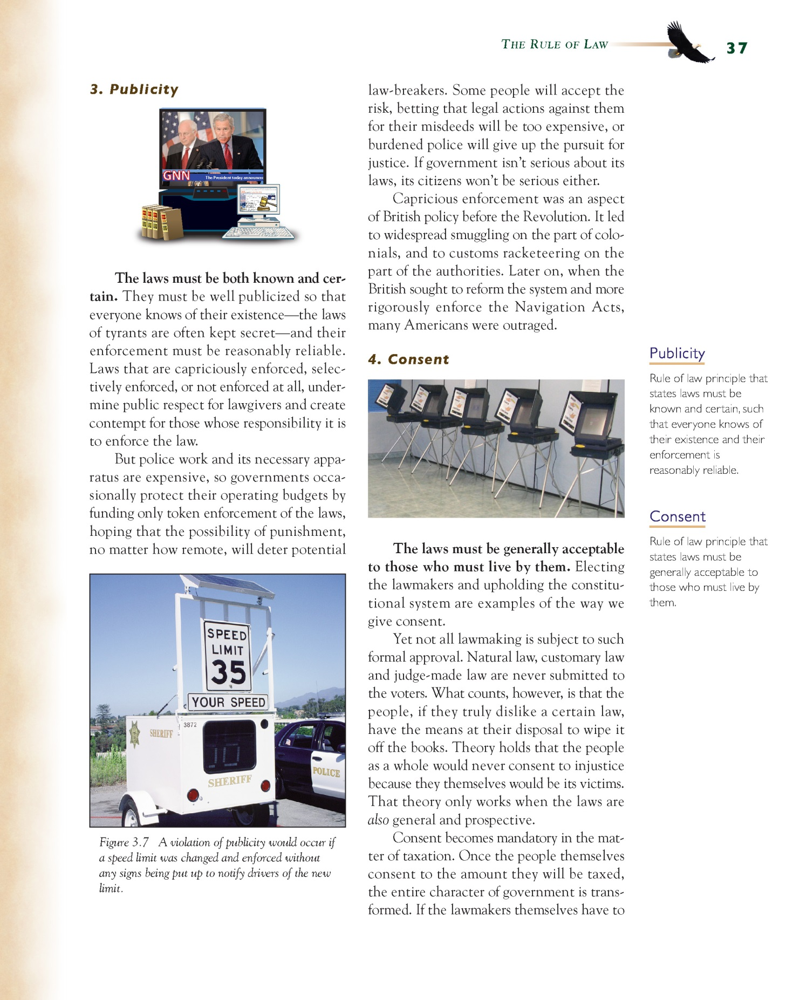 THE RULE OF LAW
37
3. Publicity
GNN
The President today announced
The laws must be both known and cer-
tain. They must be well publicized so that
everyone knows of their existence—the laws
of tyrants are often kept secret—and their
enforcement must be reasonably reliable.
Laws that are capriciously enforced, selec-
tively enforced, or not enforced at all, under-
mine public respect for lawgivers and create
contempt for those whose responsibility it is
to enforce the law.
But police work and its necessary appa-
ratus are expensive, so governments occa-
sionally protect their operating budgets by
funding only token enforcement of the laws,
hoping that the possibility of punishment,
no matter how remote, will deter potential
SPEED
LIMIT
35
YOUR SPEED
3872
SHERIFF
SHERIFF
POLICE
Figure 3.7 A violation of publicity would occur if
a speed limit was changed and enforced without
any signs being put up to notify drivers of the new
limit.
law-breakers. Some people will accept the
risk, betting that legal actions against them
for their misdeeds will be too expensive, or
burdened police will give up the pursuit for
justice. If government isn't serious about its
laws, its citizens won't be serious either.
Capricious enforcement was an aspect
of British policy before the Revolution. It led
to widespread smuggling on the part of colo-
nials, and to customs racketeering on the
part of the authorities. Later on, when the
British sought to reform the system and more
rigorously enforce the Navigation Acts,
many Americans were outraged.
4. Consent
The laws must be generally acceptable
to those who must live by them. Electing
the lawmakers and upholding the constitu-
tional system are examples of the way we
give consent.
Yet not all lawmaking is subject to such
formal approval. Natural law, customary law
and judge-made law are never submitted to
the voters. What counts, however, is that the
people, if they truly dislike a certain law,
have the means at their disposal to wipe it
off the books. Theory holds that the people
as a whole would never consent to injustice
because they themselves would be its victims.
That theory only works when the laws are
also general and prospective.
Consent becomes mandatory in the mat-
ter of taxation. Once the people themselves
consent to the amount they will be taxed,
the entire character of government is trans-
formed. If the lawmakers themselves have to
Publicity
Rule of law principle that
states laws must be
known and certain, such
that everyone knows of
their existence and their
enforcement is
reasonably reliable.
Consent
Rule of law principle that
states laws must be
generally acceptable to
those who must live by
them.